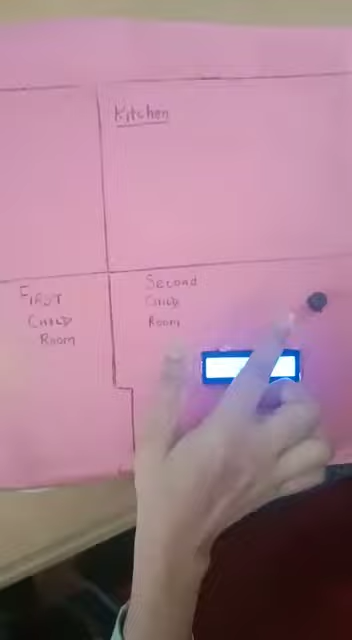 Kitchen
FIRST
CHILD
Room
Second
CHILD
Room